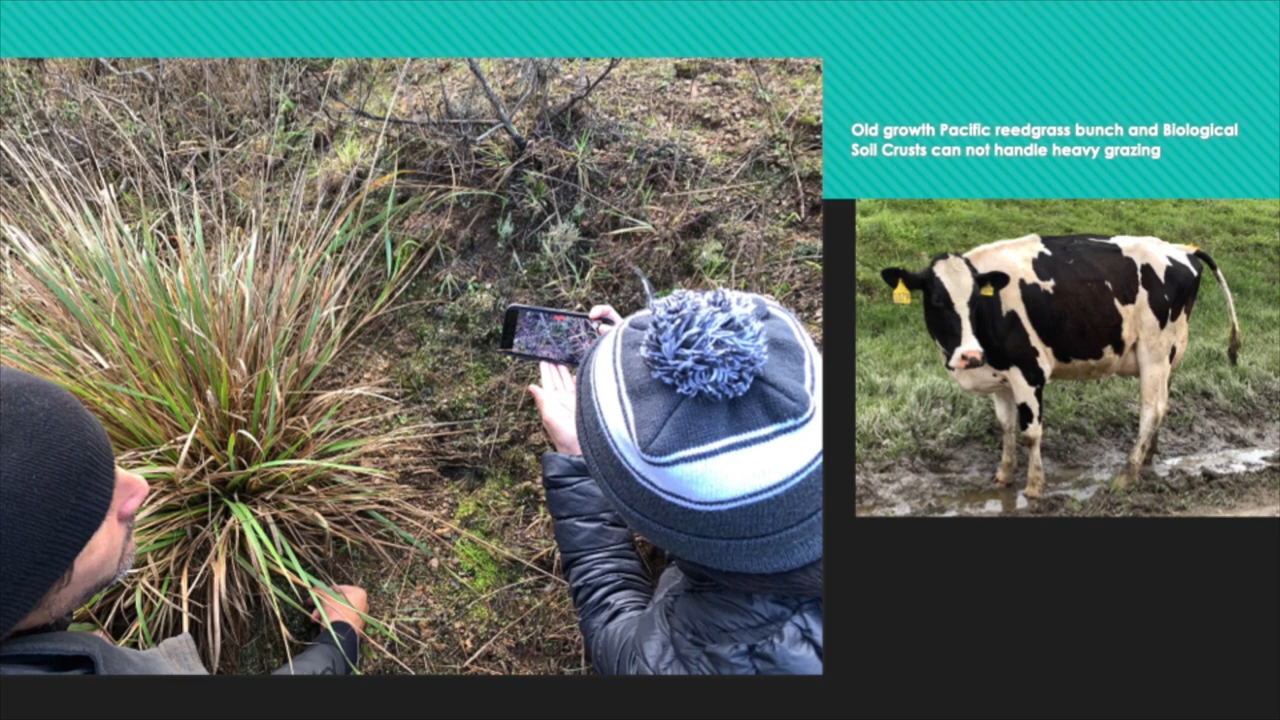 Old growth Pacific reedgrass bunch and Biological
Soil Crusts can not handle heavy grazing